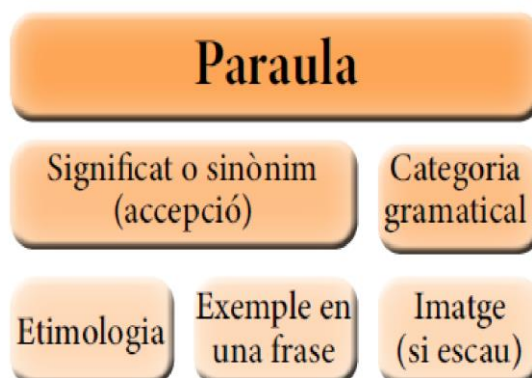 Paraula
Significat o sinònim
(accepció)
Categoria
gramatical
Etimologia
Exemple en
una frase
Imatge
(si escau)